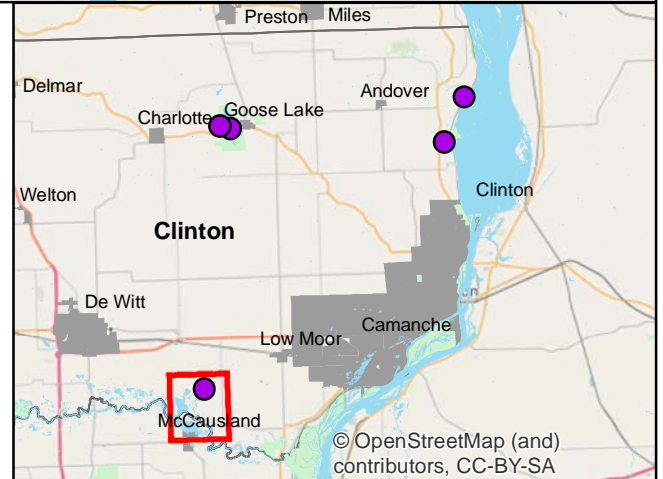 Preston Miles
Delmar
Andover
Charlotte Goose Lake
Welton
Clinton
Clinton
De Witt
Low Moor
Camanche
McCausland
© OpenStreetMap (and)
contributors, CC-BY-SA